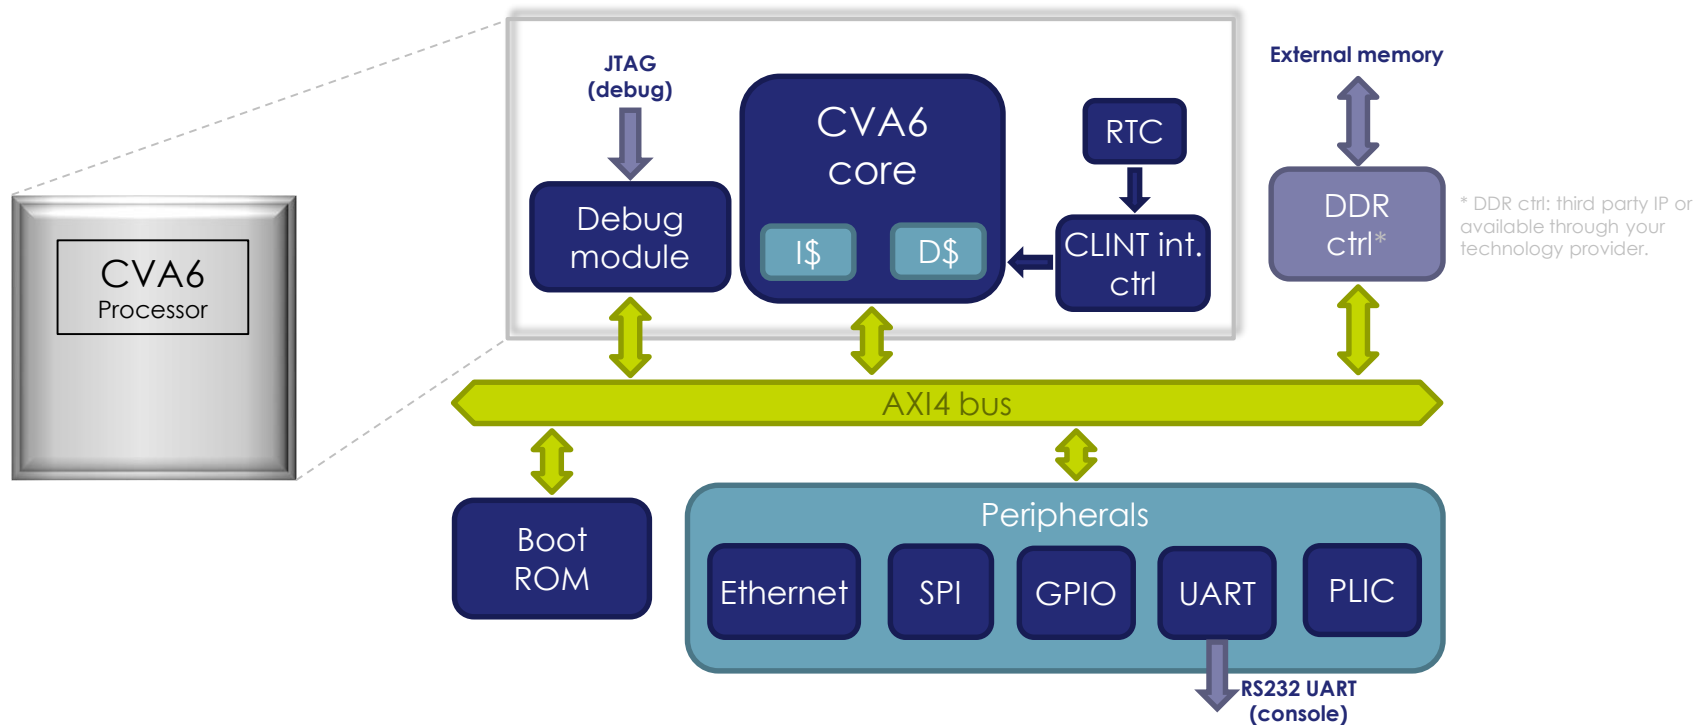 CVA6
Processor
JTAG
(debug)
Debug
module
CVA6
core
I$
D$
RTC
CLINT int.
ctrl
External memory
DDR
ctrl*
* DDR ctrl: third party IP or
available through your
technology provider.
AXI4 bus
Boot
ROM
Peripherals
Ethernet
SPI
GPIO
UART
PLIC
RS232 UART
(console)